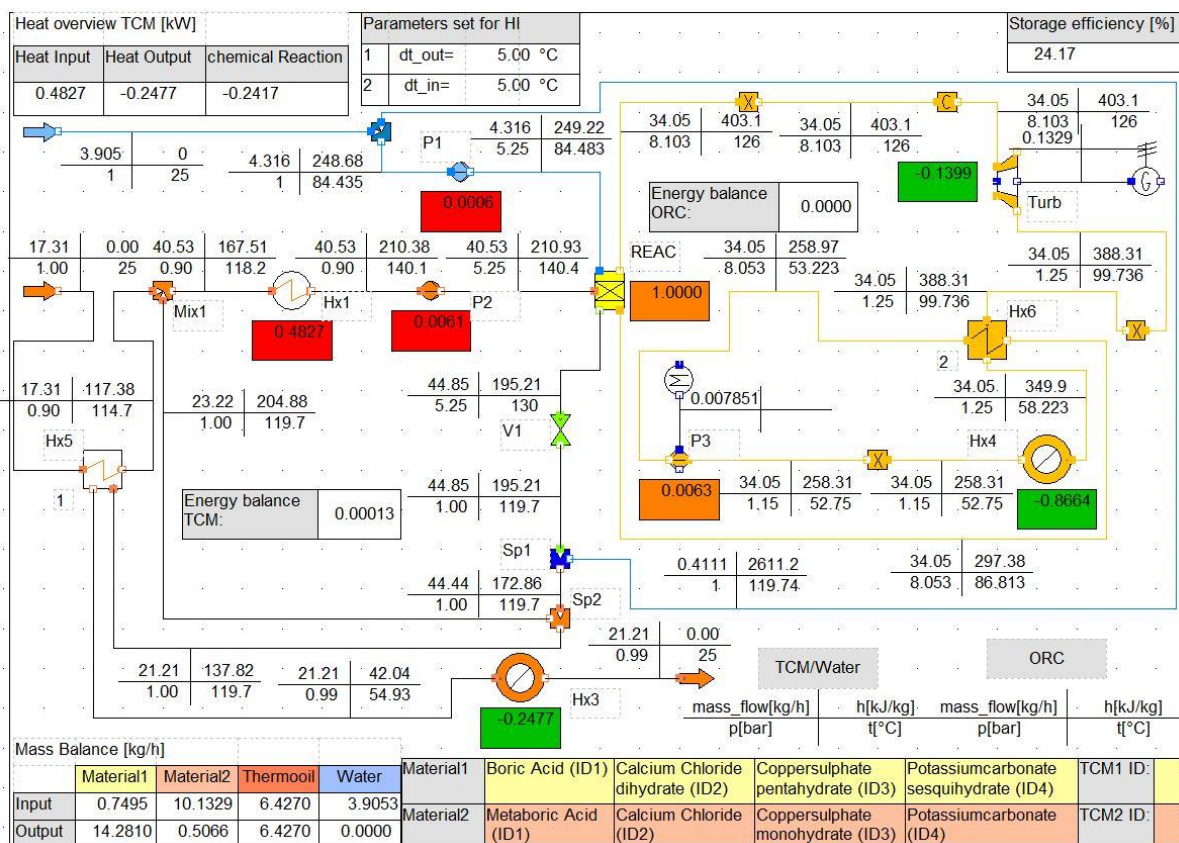 Heat overview TCM [kW]
Heat Input Heat Output chemical Reaction
0.4827 -0.2477 -0.2417
Parameters set for HI
1 dt_out= 5.00 °C
2 dt_in= 5.00 °C
Storage efficiency [%]
24.17
3.905 0
1 25
4.316 248.68
1 84.435
P1
0.0006
4.316 249.22
5.25 84.483
34.05 403.1
8.103 126
X
34.05 403.1
8.103 126
C
34.05 403.1
8.103 126
0.1329
-0.1399
Turb
G
Energy balance ORC: 0.0000
17.31 0.00
1.00 25
40.53 167.51
0.90 118.2
40.53 210.38
0.90 140.1
40.53 210.93
5.25 140.4
REAC
1.0000
34.05 258.97
8.053 53.223
34.05 388.31
1.25 99.736
34.05 388.31
1.25 99.736
Mix1
Hx1
0.4827
P2
0.0061
Hx6
2
X
17.31 117.38
0.90 114.7
23.22 204.88
1.00 119.7
44.85 195.21
5.25 130
V1
0.007851
34.05 349.9
1.25 58.223
Hx5
1
P3
0.0063
X
Hx4
-0.8664
34.05 258.31
1.15 52.75
34.05 258.31
1.15 52.75
Energy balance TCM: 0.00013
44.85 195.21
1.00 119.7
Sp1
0.4111 2611.2
1 119.74
34.05 297.38
8.053 86.813
44.44 172.86
1.00 119.7
Sp2
21.21 137.82
1.00 119.7
21.21 42.04
0.99 54.93
Hx3
-0.2477
21.21 0.00
0.99 25
TCM/Water
mass_flow[kg/h] h[kJ/kg]
p[bar] t[°C]
ORC
mass_flow[kg/h] h[kJ/kg]
p[bar] t[°C]
Mass Balance [kg/h]
Material1 Material2 Thermooil Water
Input 0.7495 10.1329 6.4270 3.9053
Output 14.2810 0.5066 6.4270 0.0000
Material1 Boric Acid (ID1) Calcium Chloride dihydrate (ID2) Coppersulphate pentahydrate (ID3) Potassiumcarbonate sesquihydrate (ID4) TCM1 ID:
Material2 Metaboric Acid (ID1) Calcium Chloride (ID2) Coppersulphate monohydrate (ID3) Potassiumcarbonate (ID4) TCM2 ID: